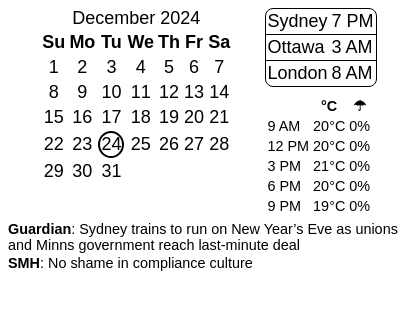 December 2024
Su Mo Tu We Th Fr Sa
1 2 3 4 5 6 7
8 9 10 11 12 13 14
15 16 17 18 19 20 21
22 23 24 25 26 27 28
29 30 31
Sydney 7 PM
Ottawa 3 AM
London 8 AM
°C ☂
9 AM 20°C 0%
12 PM 20°C 0%
3 PM 21°C 0%
6 PM 20°C 0%
9 PM 19°C 0%
Guardian: Sydney trains to run on New Year’s Eve as unions
and Minns government reach last-minute deal
SMH: No shame in compliance culture